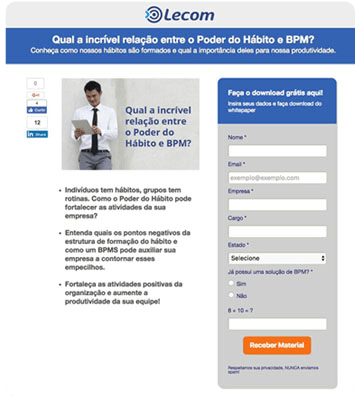 Lecom
Qual a incrível relação entre o Poder do Hábito e BPM?
Conheça como nossos hábitos são formados e qual a importância deles para nossa produtividade.
0
G+1
4
Curtir
12
in Share
Qual a incrível
relação entre
o Poder do
Hábito e BPM?
Indivíduos tem hábitos, grupos tem
rotinas. Como o Poder do Hábito pode
fortalecer as atividades da sua
empresa?
Entenda quais os pontos negativos da
estrutura de formação do hábito e
como um BPMS pode auxiliar sua
empresa a contornar esses
empecilhos.
Fortaleça as atividades positivas da
organização e aumente a
produtividade da sua equipe!
Faça o download grátis aqui!
Insira seus dados e faça download do
whitepaper
Nome *
Email *
exemplo@exemplo.com
Empresa *
Cargo *
Estado *
Selecione
Já possui uma solução de BPM? *
Sim
Não
8 + 10 = ?
Receber Material
Respeitamos sua privacidade, NUNCA enviamos
spam!